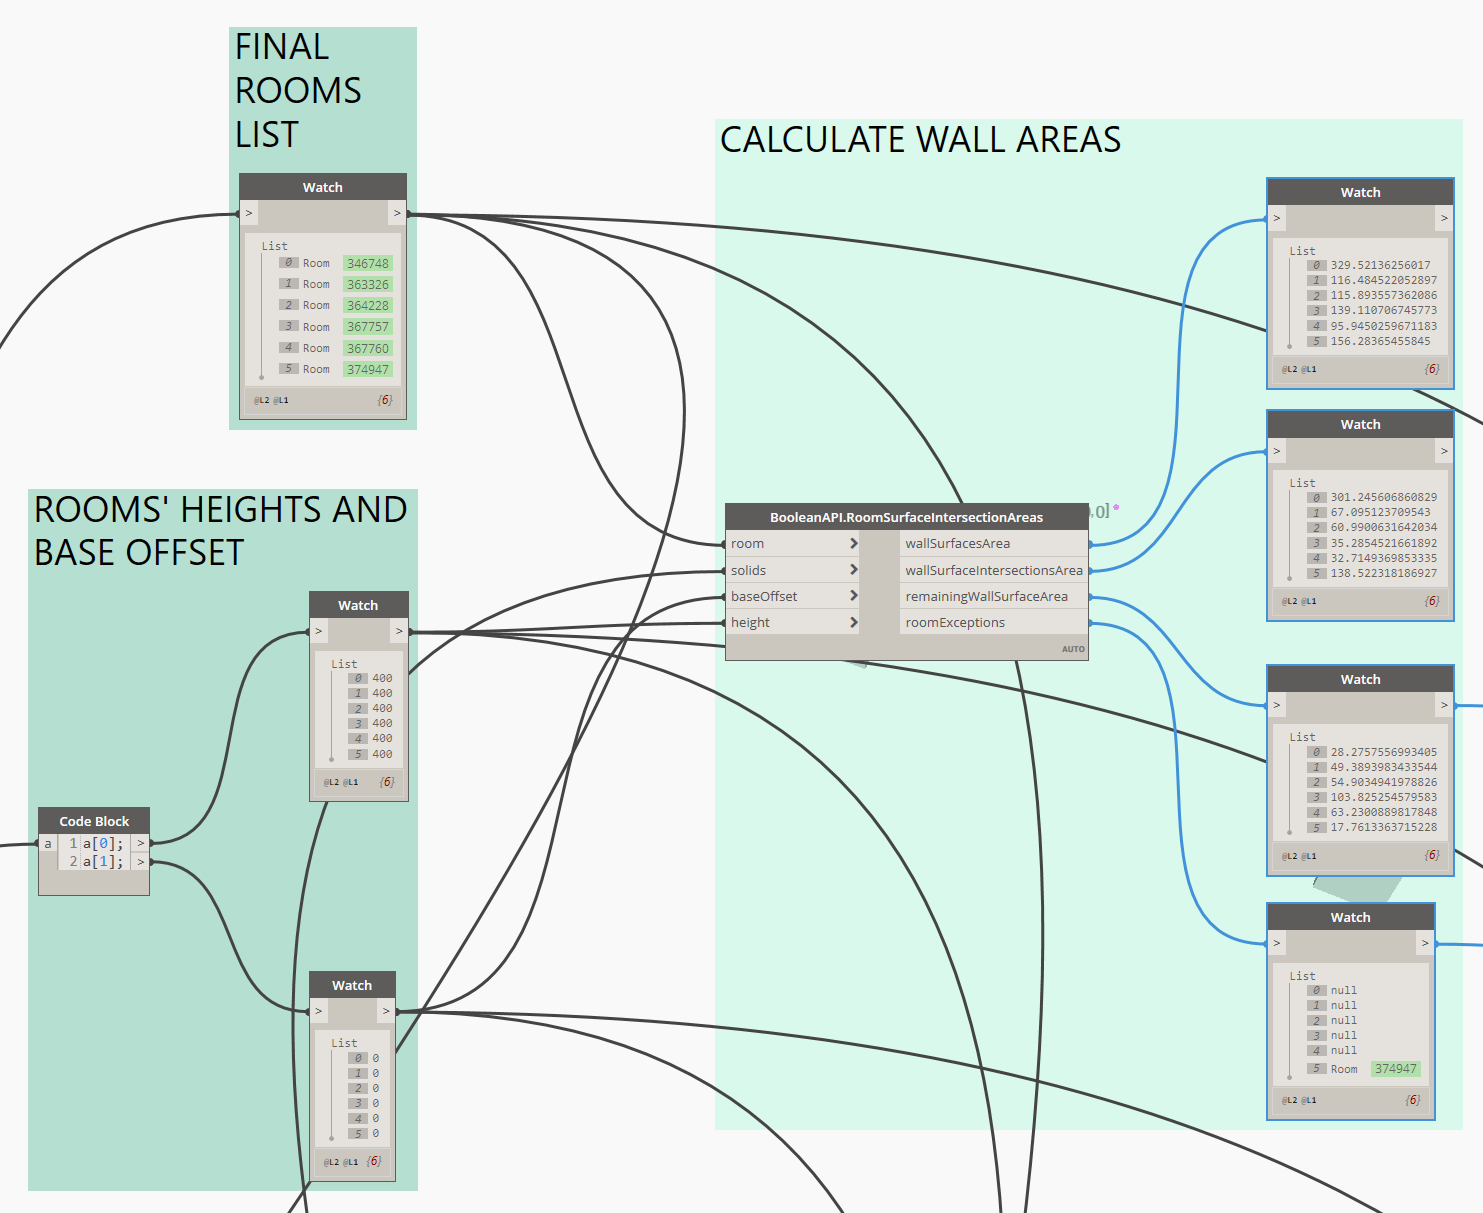 FINAL
ROOMS
LIST
Watch
>
>
List
0 Room 346748
1 Room 363326
2 Room 364228
3 Room 367757
4 Room 367760
5 Room 374947
@L2 @L1 {6}
ROOMS' HEIGHTS AND
BASE OFFSET
Watch
>
>
List
0 400
1 400
2 400
3 400
4 400
5 400
@L2 @L1 {6}
Code Block
a 1 a[0]; >
2 a[1]; >
Watch
>
>
List
0 0
1 0
2 0
3 0
4 0
5 0
@L2 @L1 {6}
CALCULATE WALL AREAS
BooleanAPI.RoomSurfaceIntersectionAreas
room > wallSurfacesArea
solids > wallSurfaceIntersectionsArea
baseOffset > remainingWallSurfaceArea
height > roomExceptions
AUTO
Watch
>
>
List
0 329.52136256017
1 116.484522052897
2 115.893557362086
3 139.110706745773
4 95.9450259671183
5 156.28365455845
@L2 @L1 {6}
Watch
>
>
List
0 301.245606860829
1 67.095123709543
2 60.9900631642034
3 35.2854521661892
4 32.7149369853335
5 138.522318186927
@L2 @L1 {6}
Watch
>
>
List
0 28.2757556993405
1 49.3893983433544
2 54.9034941978826
3 103.825254579583
4 63.2300889817848
5 17.7613363715228
@L2 @L1 {6}
Watch
>
>
List
0 null
1 null
2 null
3 null
4 null
5 Room 374947
@L2 @L1 {6}